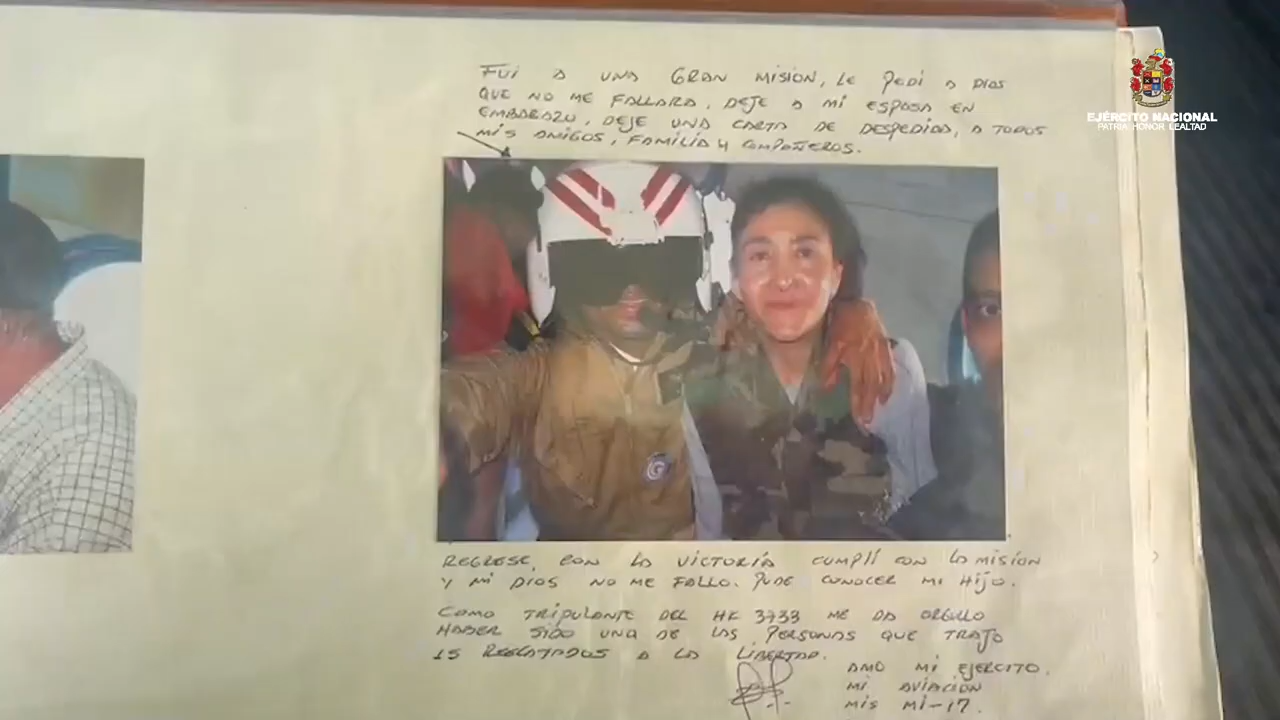 FUI A UNA GRAN MISION, LE PEDI A DIOS
QUE NO ME FALLARA, DEJE A MI ESPOSA EN
EMBARAZO, DEJE UNA CARTA DE DESPEDIDA, A TODOS
MIS AMIGOS, FAMILIA Y COMPAÑEROS.
EJÉRCITO NACIONAL
PATRIA HONOR LEALTAD
REGRESE, CON LA VICTORIA CUMPLÍ CON LA MISION
Y MI DIOS NO ME FALLO. PUDE CONOCER MI HIJO.
COMO TRIPULANTE DEL HK 3733 ME DA ORGULLO
HABER SIDO UNA DE LAS PERSONAS QUE TRAJO
15 RESCATADOS A LA LIBERTAD.
AMO MI EJERCITO.
MI AVIACION
MIS MI-17.